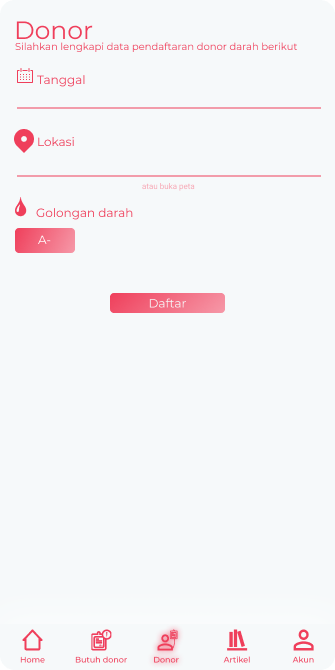 Donor
Silahkan lengkapi data pendaftaran donor darah berikut
Tanggal
Lokasi
atau buka peta
Golongan darah
A-
Daftar
Home
Butuh donor
Donor
Artikel
Akun